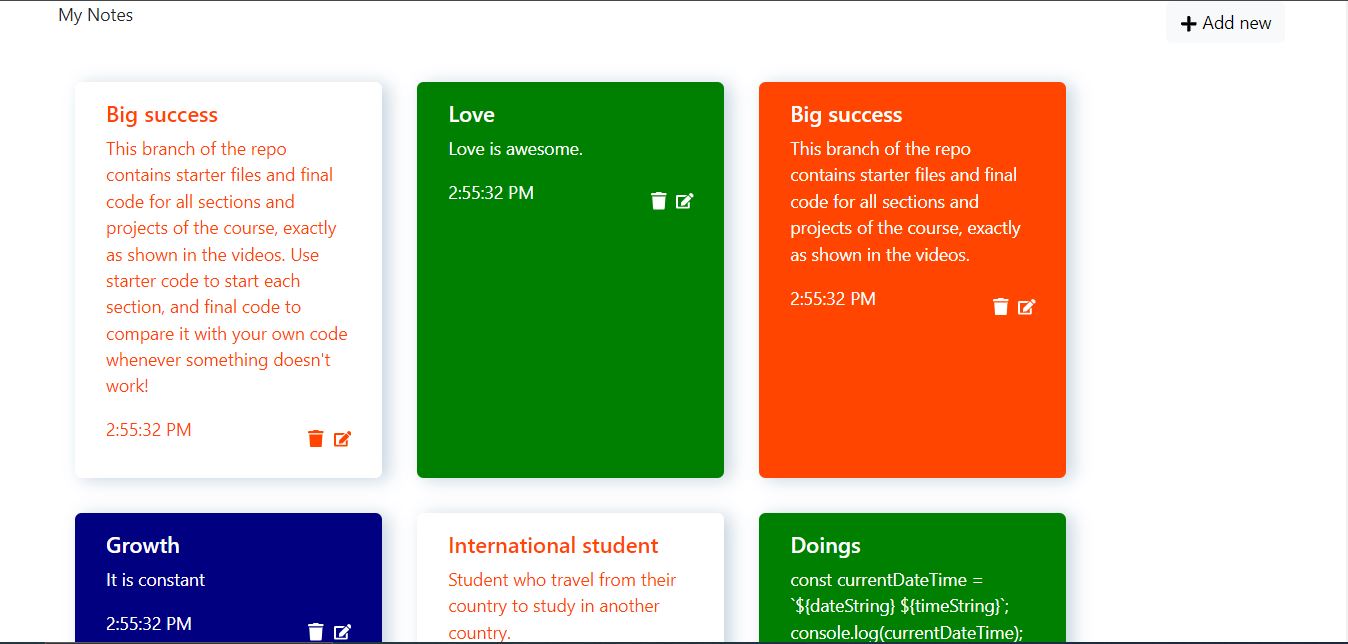 My Notes
Add new
Big success
This branch of the repo
contains starter files and final
code for all sections and
projects of the course, exactly
as shown in the videos. Use
starter code to start each
section, and final code to
compare it with your own code
whenever something doesn't
work!
2:55:32 PM
Love
Love is awesome.
2:55:32 PM
Big success
This branch of the repo
contains starter files and final
code for all sections and
projects of the course, exactly
as shown in the videos.
2:55:32 PM
Growth
It is constant
2:55:32 PM
International student
Student who travel from their
country to study in another
country.
Doings
const currentDateTime =
`${dateString} ${timeString}`;
console.log(currentDateTime);